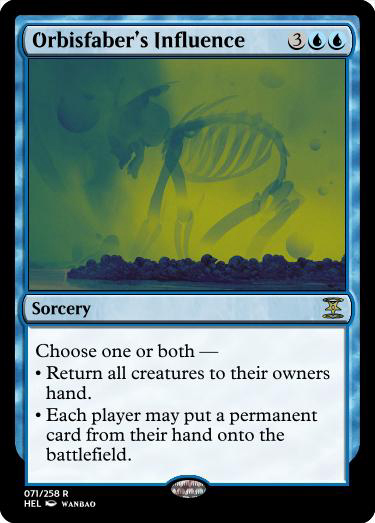 Orbisfaber's Influence 3
Sorcery
Choose one or both —
• Return all creatures to their owners
hand.
• Each player may put a permanent
card from their hand onto the
battlefield.
071/258 R
HEL WANBAO